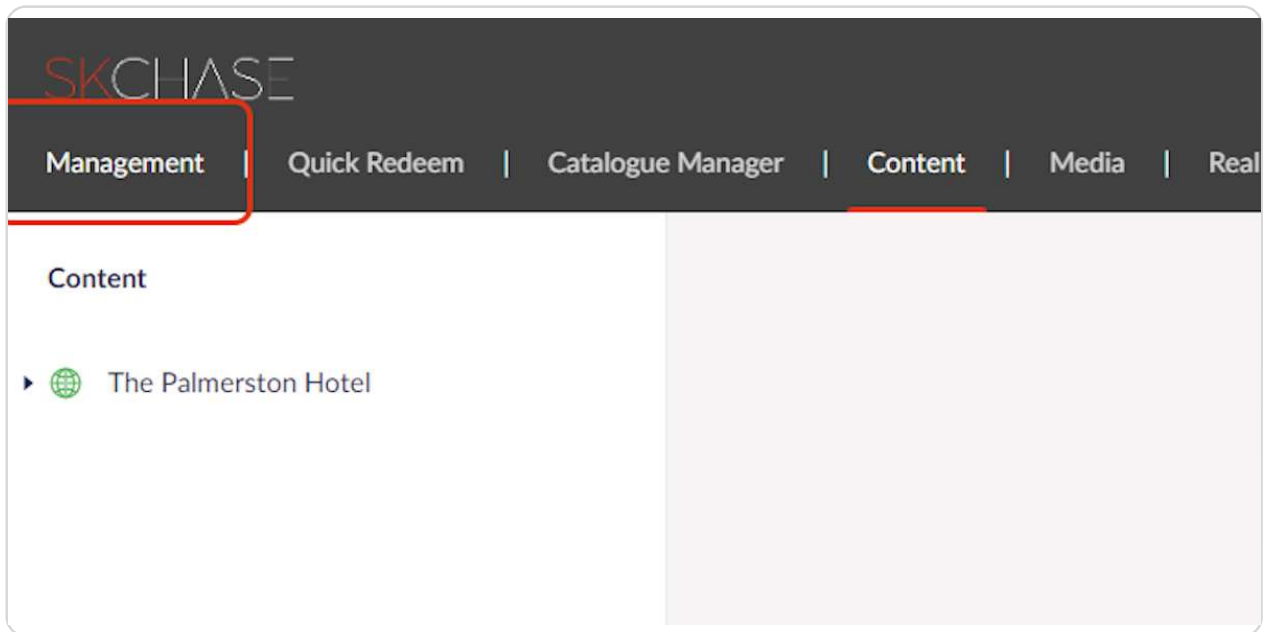 SKCHASE
Management | Quick Redeem | Catalogue Manager | Content | Media | Real
Content
The Palmerston Hotel